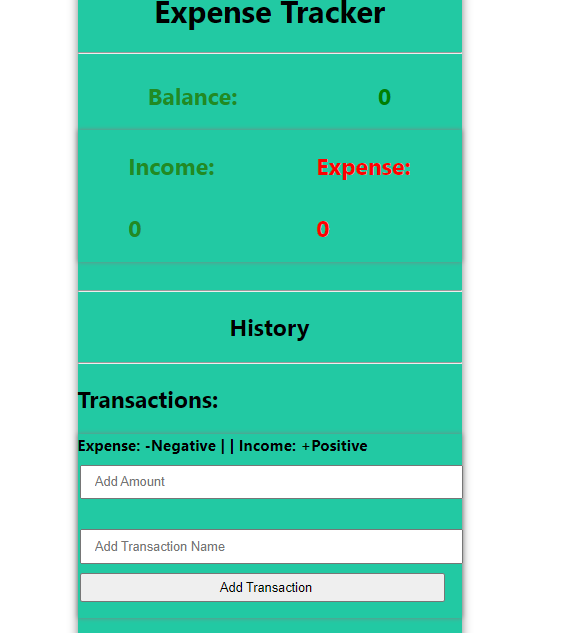 Expense Tracker
Balance: 0
Income: Expense:
0 0
History
Transactions:
Expense: -Negative | | Income: +Positive
Add Amount
Add Transaction Name
Add Transaction